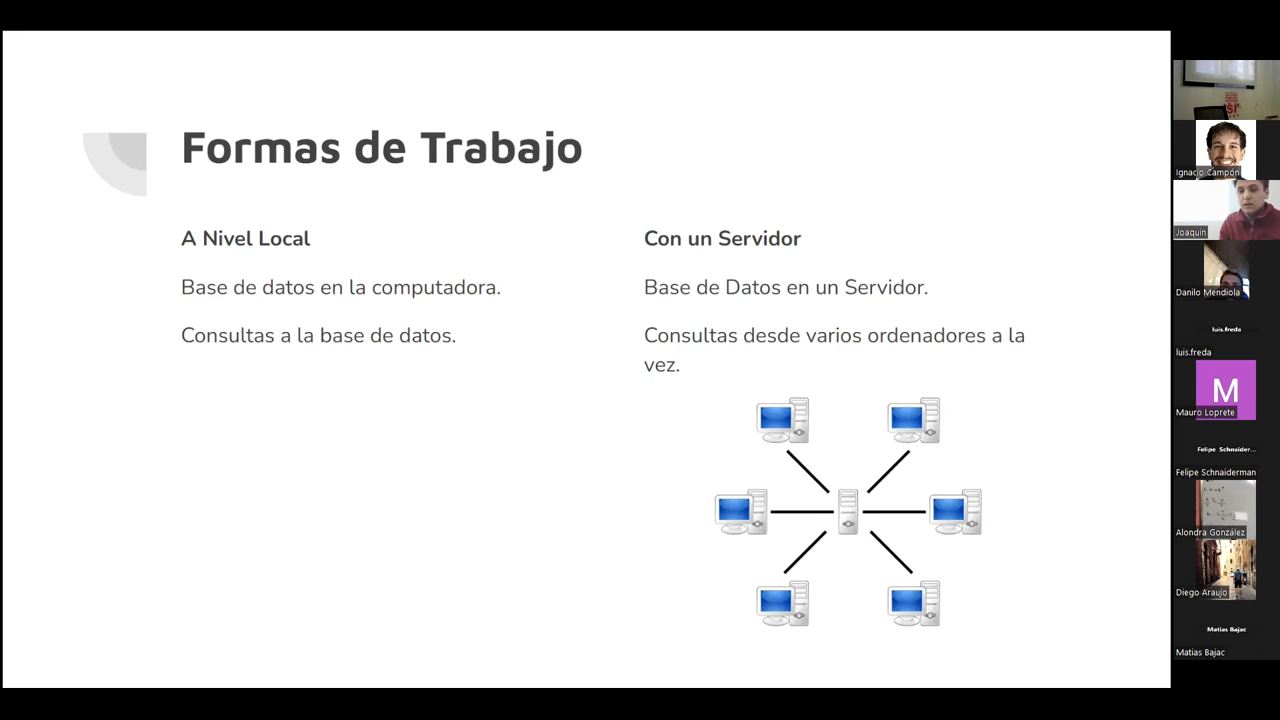 Formas de Trabajo
A Nivel Local
Base de datos en la computadora.
Consultas a la base de datos.
Con un Servidor
Base de Datos en un Servidor.
Consultas desde varios ordenadores a la
vez.
Ignacio Campón
Joaquin
Danilo Mendiola
luis.freda
luis.freda
M
Mauro Loprete
Felipe Schnaider...
Felipe Schnaiderman
Alondra González
Diego Araujo
Matias Bajac
Matias Bajac